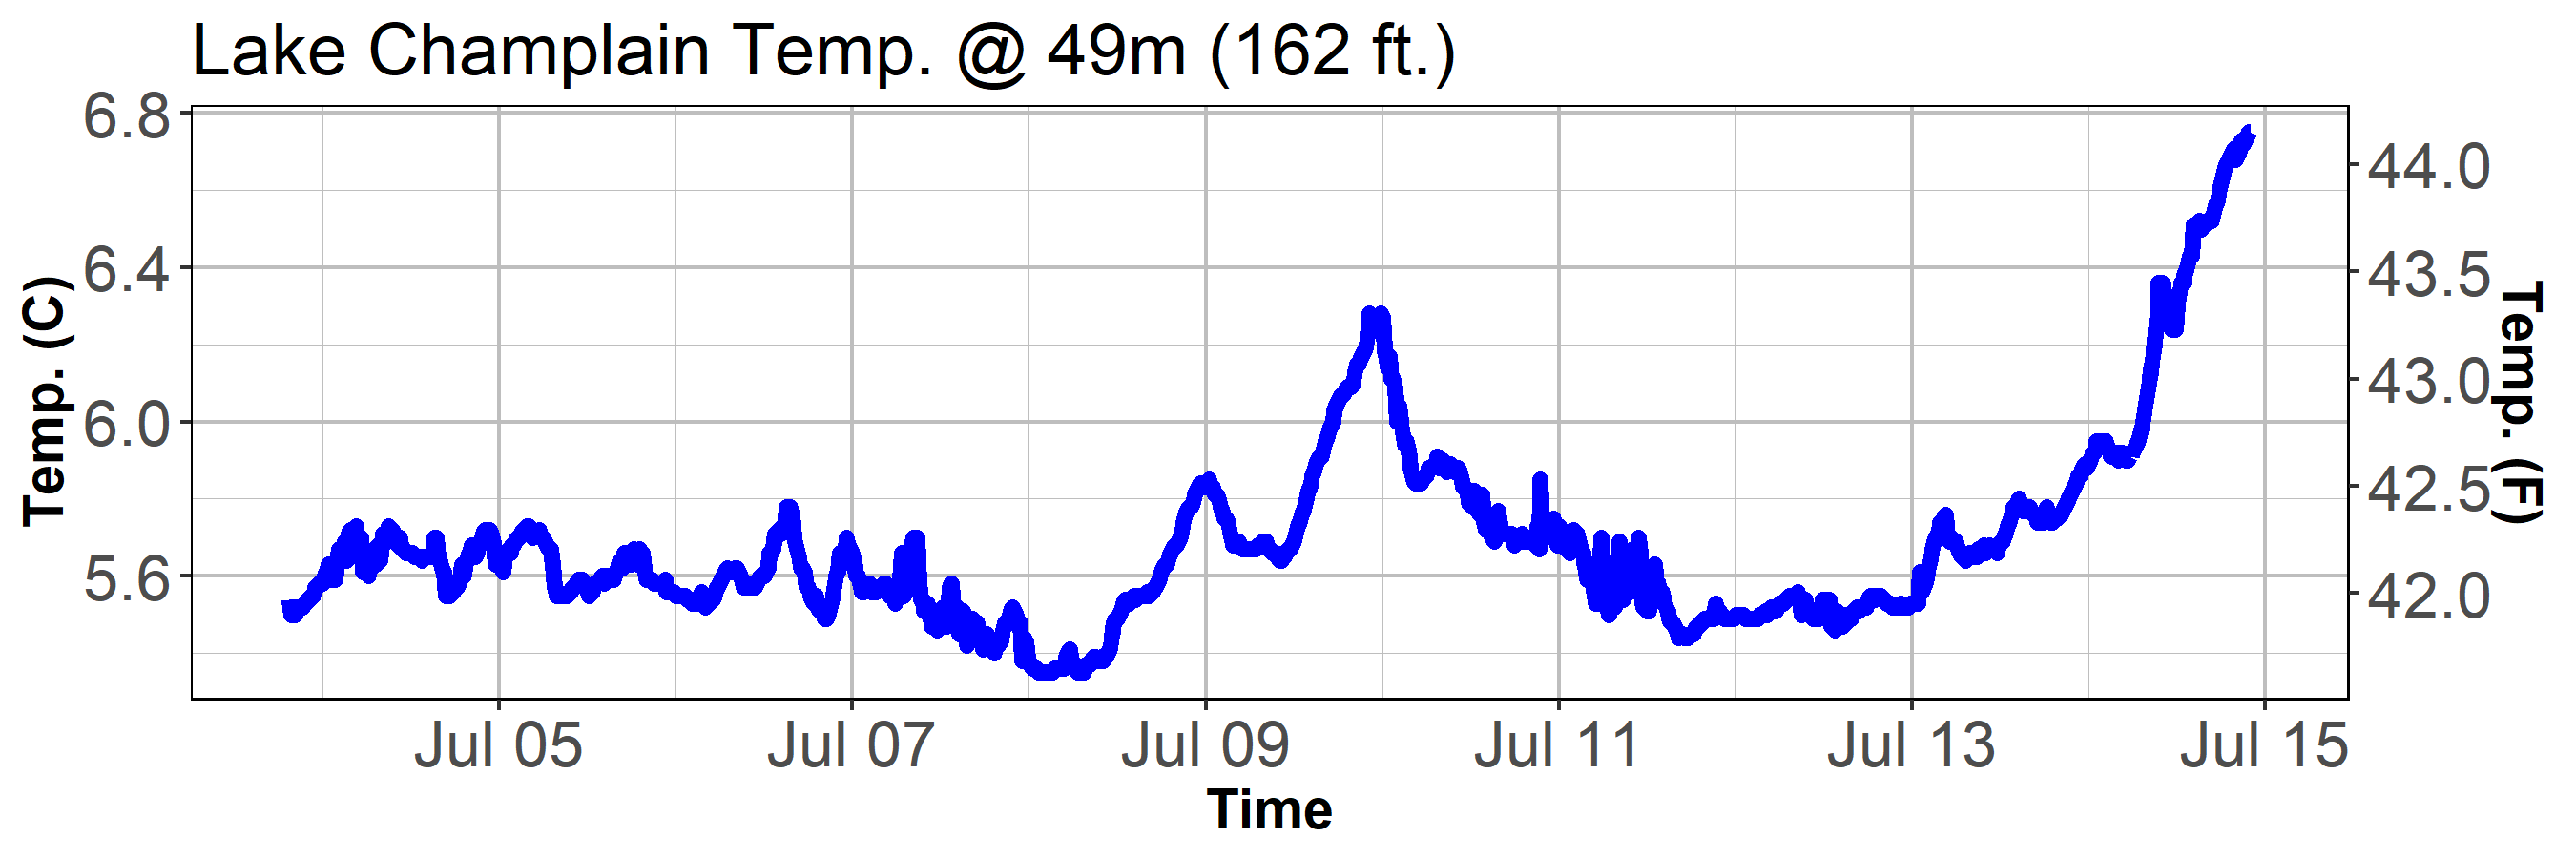 Lake Champlain Temp. @ 49m (162 ft.)
6.8
6.4
6.0
5.6
Temp. (C)
44.0
43.5
43.0
42.5
42.0
Temp. (F)
Jul 05 Jul 07 Jul 09 Jul 11 Jul 13 Jul 15
Time